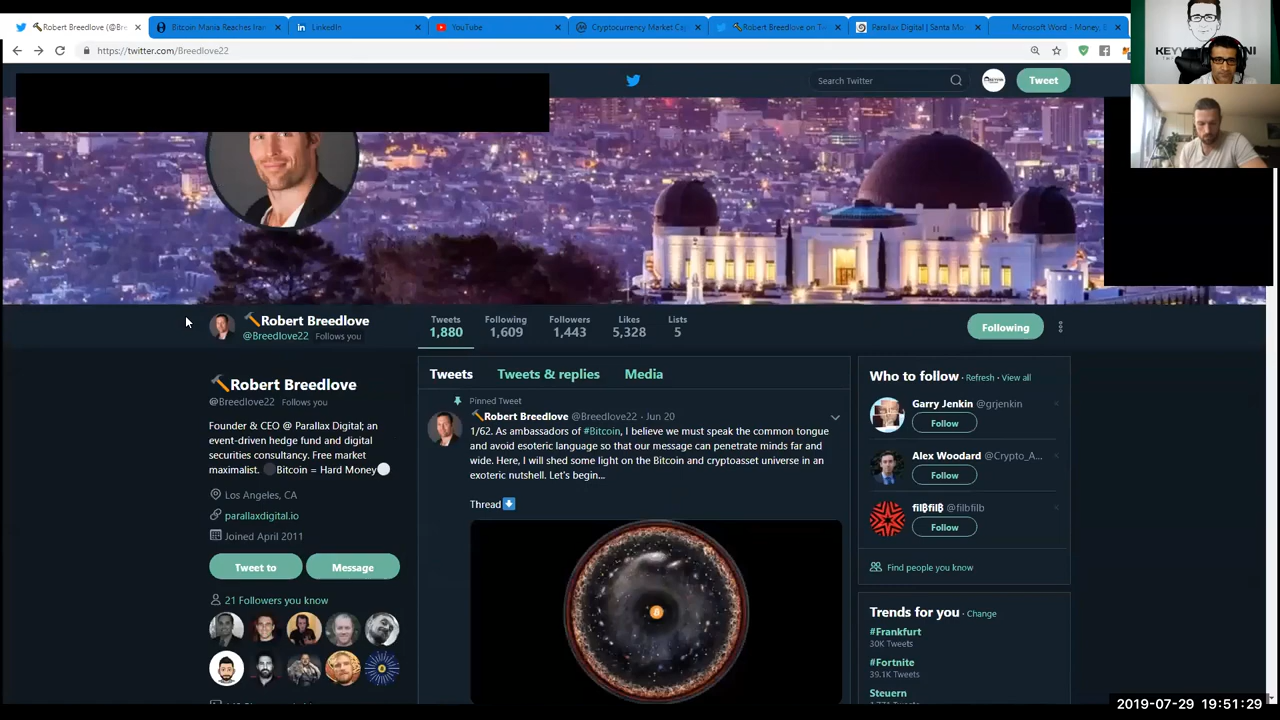 Robert Breedlove (@Bre
Bitcoin Mania Reaches Iran
LinkedIn
YouTube
Cryptocurrency Market Ca
Robert Breedlove on Tw
Parallax Digital | Santa Mo
Microsoft Word - Money, B
https://twitter.com/Breedlove22
Search Twitter
Tweet
Robert Breedlove
@Breedlove22 Follows you
Tweets
1,880
Following
1,609
Followers
1,443
Likes
5,328
Lists
5
Following
Robert Breedlove
@Breedlove22 Follows you
Founder & CEO @ Parallax Digital; an
event-driven hedge fund and digital
securities consultancy. Free market
maximalist. Bitcoin = Hard Money
Los Angeles, CA
parallaxdigital.io
Joined April 2011
Tweet to
Message
21 Followers you know
Tweets
Tweets & replies
Media
Pinned Tweet
Robert Breedlove @Breedlove22 · Jun 20
1/62. As ambassadors of #Bitcoin, I believe we must speak the common tongue
and avoid esoteric language so that our message can penetrate minds far and
wide. Here, I will shed some light on the Bitcoin and cryptoasset universe in an
exoteric nutshell. Let's begin...
Thread
Who to follow · Refresh · View all
Garry Jenkin @grjenkin
Follow
Alex Woodard @Crypto_A...
Follow
filβfilβ @filbfilb
Follow
Find people you know
Trends for you · Change
#Frankfurt
30K Tweets
#Fortnite
39.1K Tweets
Steuern
2019-07-29 19:51:29